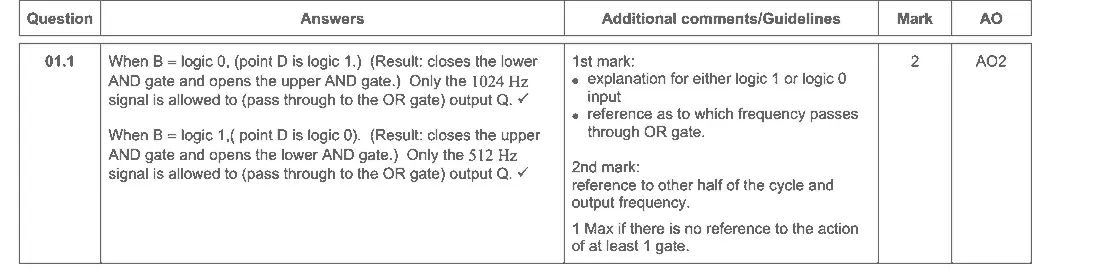 Question Answers Additional comments/Guidelines Mark AO
01.1 When B = logic 0, (point D is logic 1.) (Result: closes the lower
AND gate and opens the upper AND gate.) Only the 1024 Hz
signal is allowed to (pass through to the OR gate) output Q. ✓
When B = logic 1,( point D is logic 0). (Result: closes the upper
AND gate and opens the lower AND gate.) Only the 512 Hz
signal is allowed to (pass through to the OR gate) output Q. ✓
1st mark:
• explanation for either logic 1 or logic 0
input
• reference as to which frequency passes
through OR gate.
2nd mark:
reference to other half of the cycle and
output frequency.
1 Max if there is no reference to the action
of at least 1 gate.
2
AO2